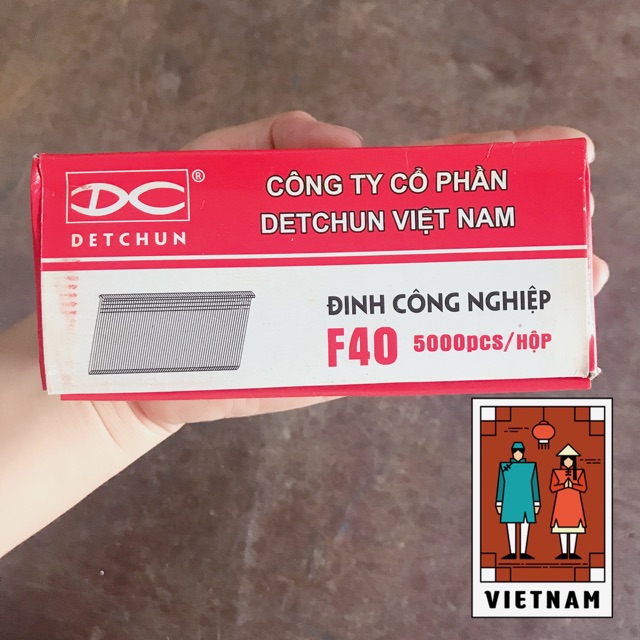 DC ®
DETCHUN
CÔNG TY CỔ PHẦN
DETCHUN VIỆT NAM
ĐINH CÔNG NGHIỆP
F40 5000pcs/HỘP
VIETNAM